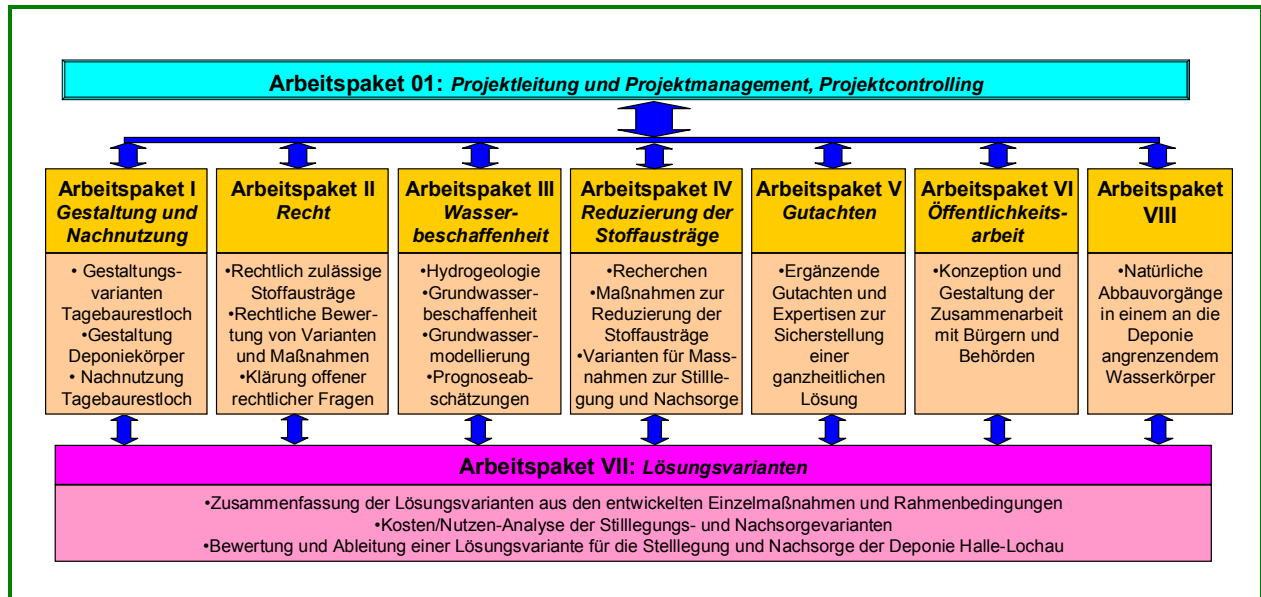 Arbeitspaket 01: Projektleitung und Projektmanagement, Projektcontrolling
Arbeitspaket I
Gestaltung und
Nachnutzung
• Gestaltungs-
varianten
Tagebaurestloch
•Gestaltung
Deponiekörper
• Nachnutzung
Tagebaurestloch
Arbeitspaket II
Recht
•Rechtlich zulässige
Stoffausträge
•Rechtliche Bewer-
tung von Varianten
und Maßnahmen
•Klärung offener
rechtlicher Fragen
Arbeitspaket III
Wasser-
beschaffenheit
•Hydrogeologie
•Grundwasser-
beschaffenheit
•Grundwasser-
modellierung
•Prognoseab-
schätzungen
Arbeitspaket IV
Reduzierung der
Stoffausträge
•Recherchen
•Maßnahmen zur
Reduzierung der
Stoffausträge
•Varianten für Mass-
nahmen zur Stillle-
gung und Nachsorge
Arbeitspaket V
Gutachten
•Ergänzende
Gutachten und
Expertisen zur
Sicherstellung
einer
ganzheitlichen
Lösung
Arbeitspaket VI
Öffentlichkeits-
arbeit
•Konzeption und
Gestaltung der
Zusammenarbeit
mit Bürgern und
Behörden
Arbeitspaket
VIII
•Natürliche
Abbauvorgänge
in einem an die
Deponie
angrenzendem
Wasserkörper
Arbeitspaket VII: Lösungsvarianten
•Zusammenfassung der Lösungsvarianten aus den entwickelten Einzelmaßnahmen und Rahmenbedingungen
•Kosten/Nutzen-Analyse der Stilllegungs- und Nachsorgevarianten
•Bewertung und Ableitung einer Lösungsvariante für die Stelllegung und Nachsorge der Deponie Halle-Lochau